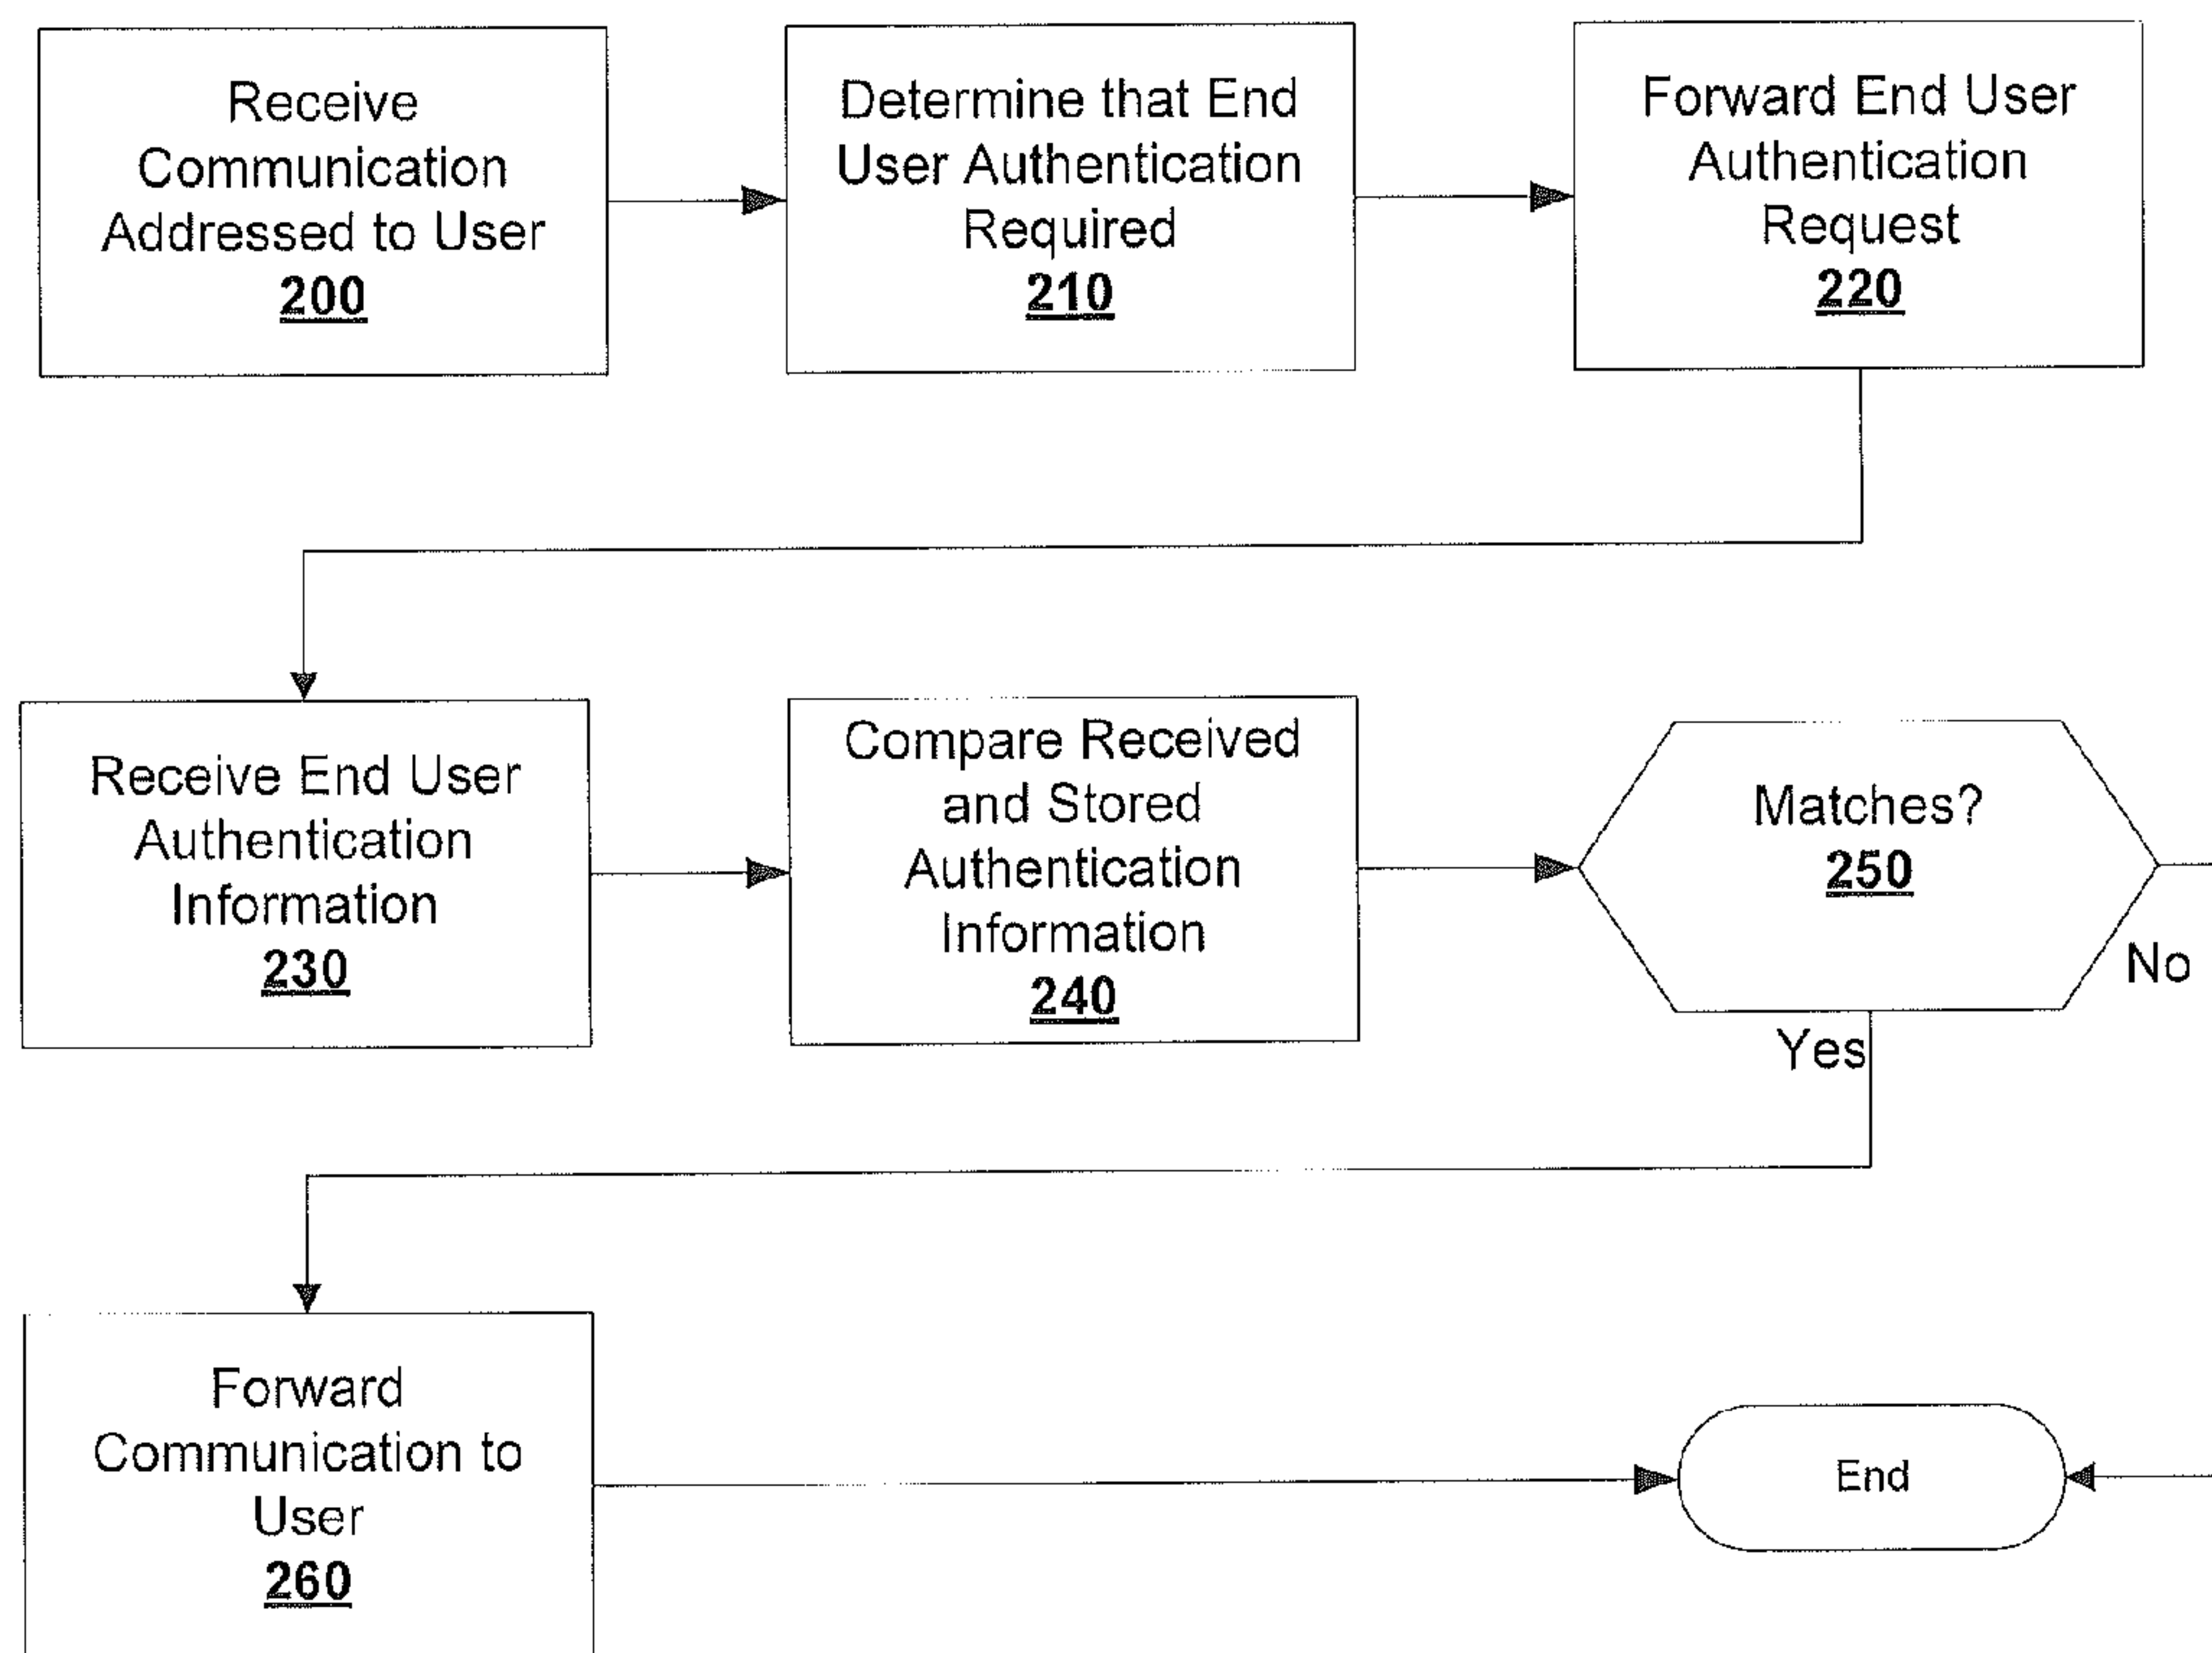 Receive
Communication
Addressed to User
200
Determine that End
User Authentication
Required
210
Forward End User
Authentication
Request
220
Receive End User
Authentication
Information
230
Compare Received
and Stored
Authentication
Information
240
Matches?
250
No
Yes
Forward
Communication to
User
260
End